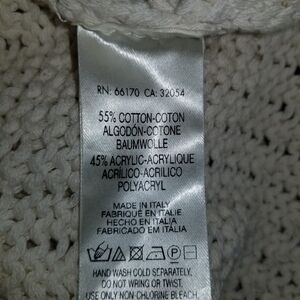 RN: 66170 CA: 32054
55% COTTON-COTON
ALGODÓN-COTONE
BAUMWOLLE
45% ACRYLIC-ACRYLIQUE
ACRÍLICO-ACRILICO
POLYACRYL
MADE IN ITALY
FABRIQUÉ EN ITALIE
HECHO EN ITALIA
FABRICADO EM ITÁLIA
P
HAND WASH COLD SEPARATELY,
DO NOT WRING OR TWIST.
USE ONLY NON-CHLORINE BLEACH,